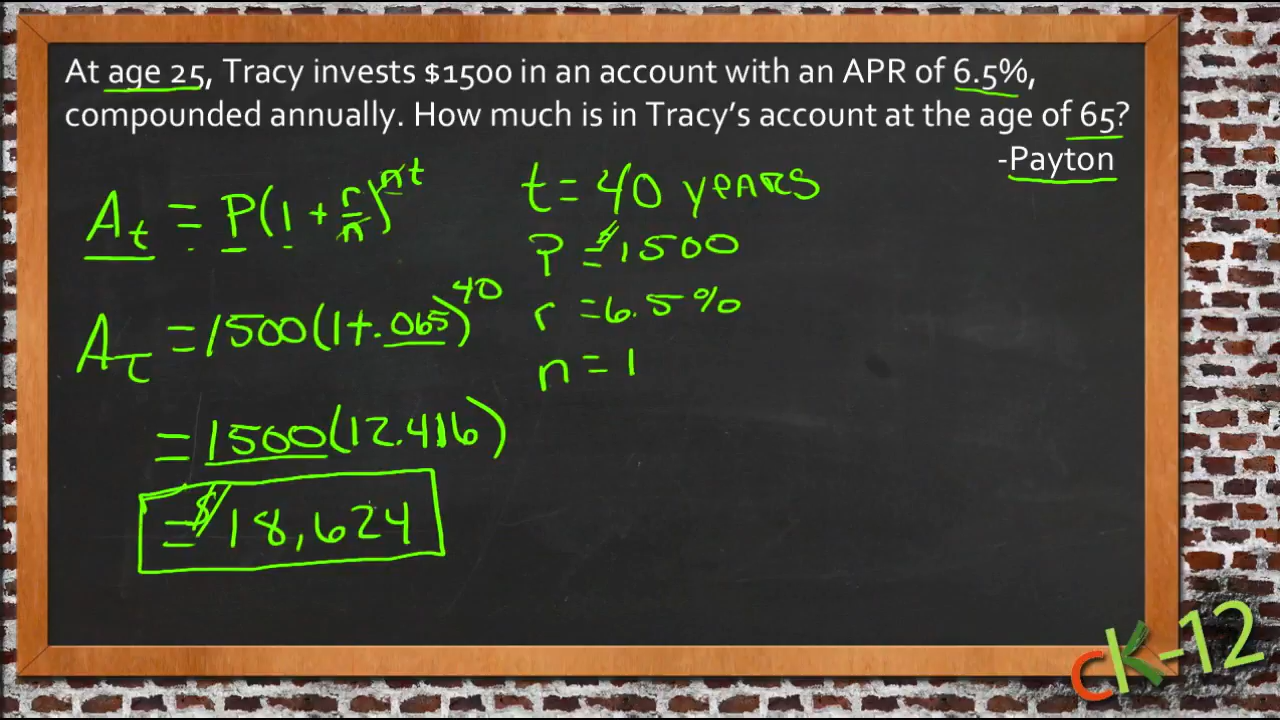 At age 25, Tracy invests $1500 in an account with an APR of 6.5%,
compounded annually. How much is in Tracy's account at the age of 65?
-Payton
A_t = P(1 + r/n)^nt
t = 40 years
P = $1500
r = 6.5%
n = 1
A_t = 1500(1+.065)^40
= 1500(12.416)
= $18,624
CK-12